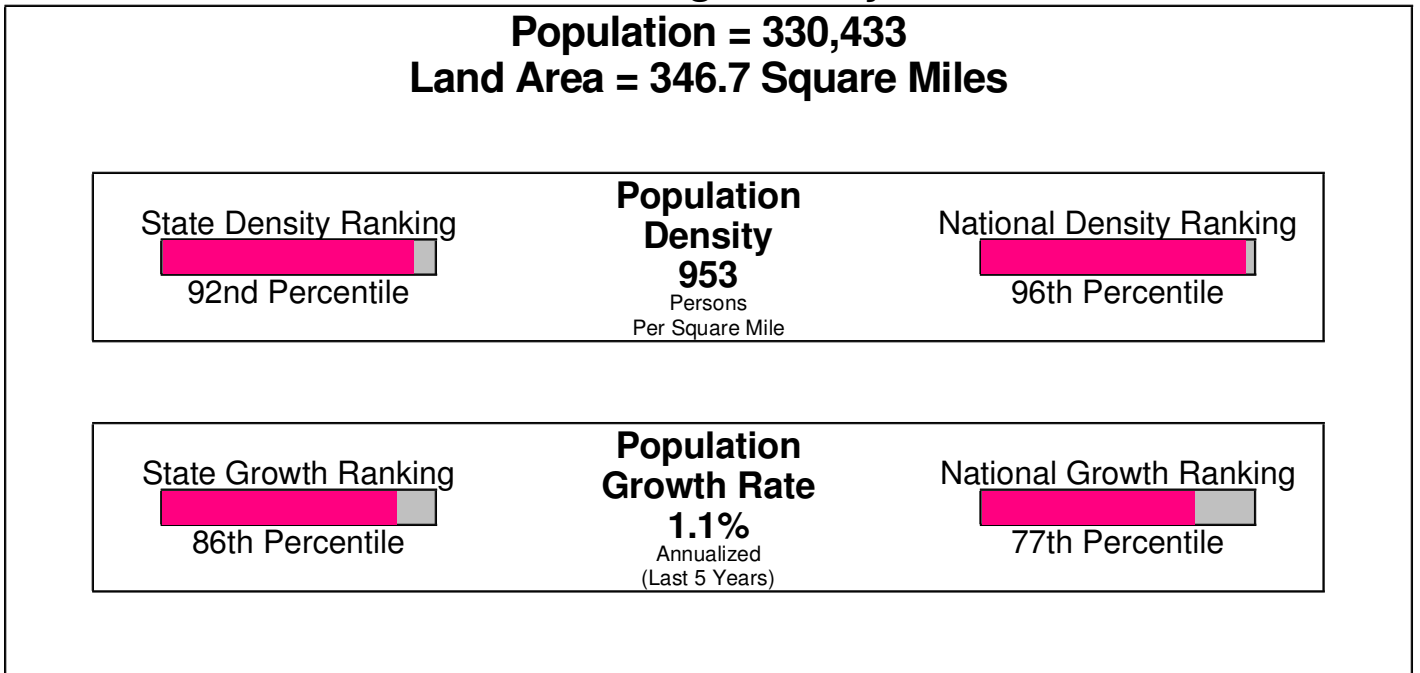 Population = 330,433
Land Area = 346.7 Square Miles
State Density Ranking
92nd Percentile
Population
Density
953
Persons
Per Square Mile
National Density Ranking
96th Percentile
State Growth Ranking
86th Percentile
Population
Growth Rate
1.1%
Annualized
(Last 5 Years)
National Growth Ranking
77th Percentile